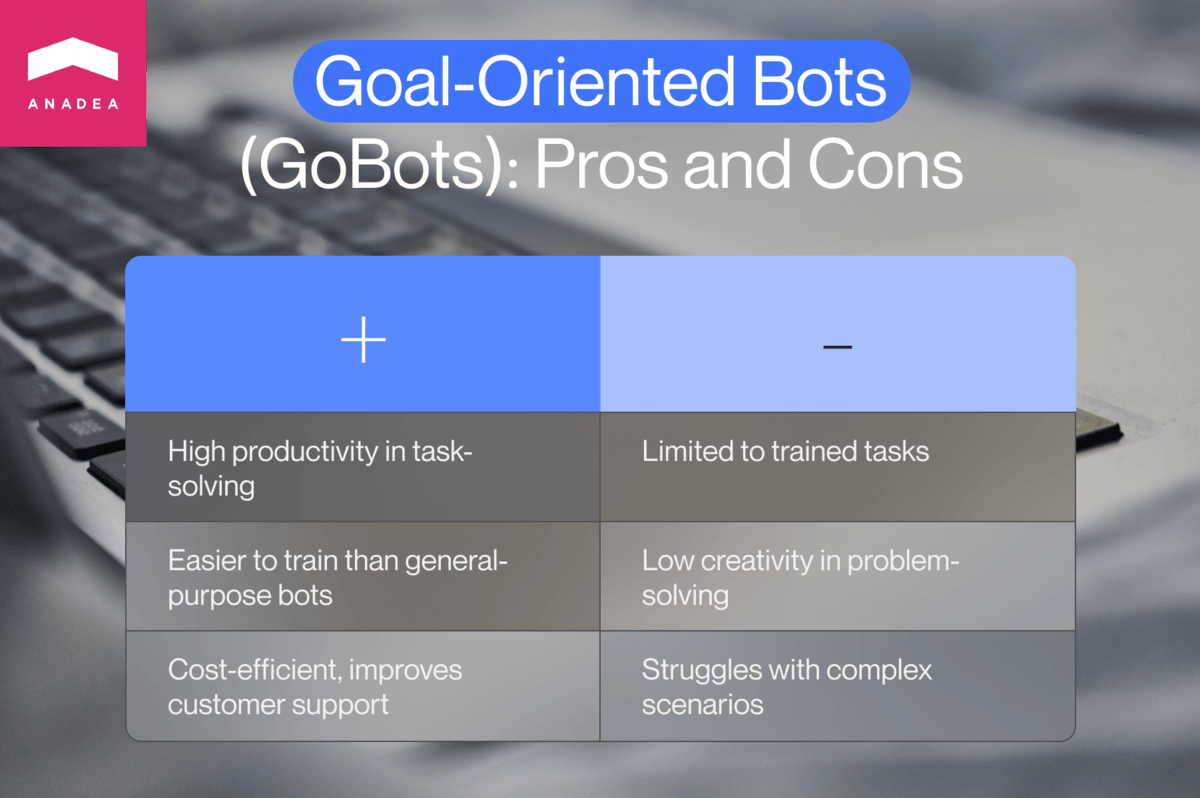 ANADEA
Goal-Oriented Bots
(GoBots): Pros and Cons
+
–
High productivity in task-
solving
Limited to trained tasks
Easier to train than general-
purpose bots
Low creativity in problem-
solving
Cost-efficient, improves
customer support
Struggles with complex
scenarios